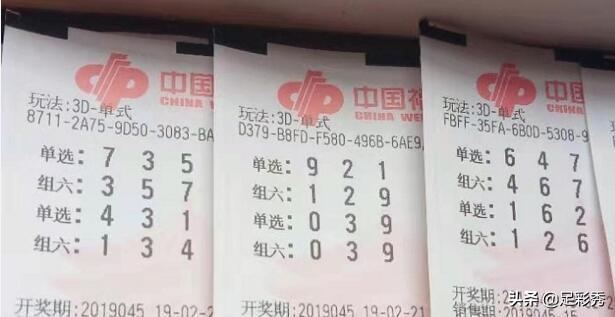 中国
CHINA WE
玩法:3D-单式
8711-2A75-9D50-3083-BA
单选: 7 3 5
组六: 3 5 7
单选: 4 3 1
组六: 1 3 4
开奖期:2019045 19-02-2
中国福
CHINA WE
玩法:3D-单式
D379-B8FD-F580-496B-6AE9
单选: 9 2 1
组六: 1 2 9
单选: 0 3 9
组六: 0 3 9
开奖期:2019045 19-02-21
中国
CHINA
玩法:3D-单式
FBFF-35FA-6B0D-5308-9
单选: 6 4 7
组六: 4 6 7
单选: 1 6 2
组六: 1 2 6
开奖期:2
销售期:2019045-15
头条 @足彩秀